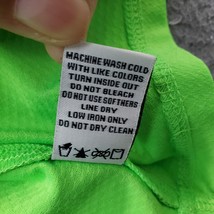 MACHINE WASH COLD
WITH LIKE COLORS
TURN INSIDE OUT
DO NOT BLEACH
DO NOT USE SOFTNERS
LINE DRY
LOW IRON ONLY
DO NOT DRY CLEAN